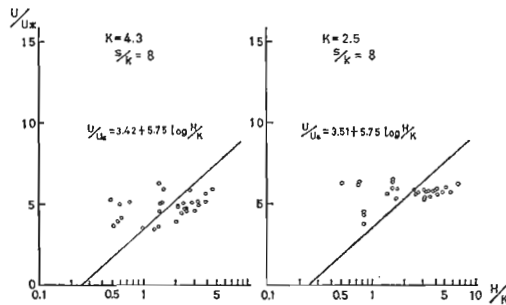 U/U*
K=4.3
S/K = 8
K=2.5
S/K = 8
15
15
10
10
U/U* = 3.42+5.75 log H/K
U/U* = 3.51+5.75 log H/K
5
5
0
0
0.1 0.5 1 5 0.1 0.5 1 5 10
H/K